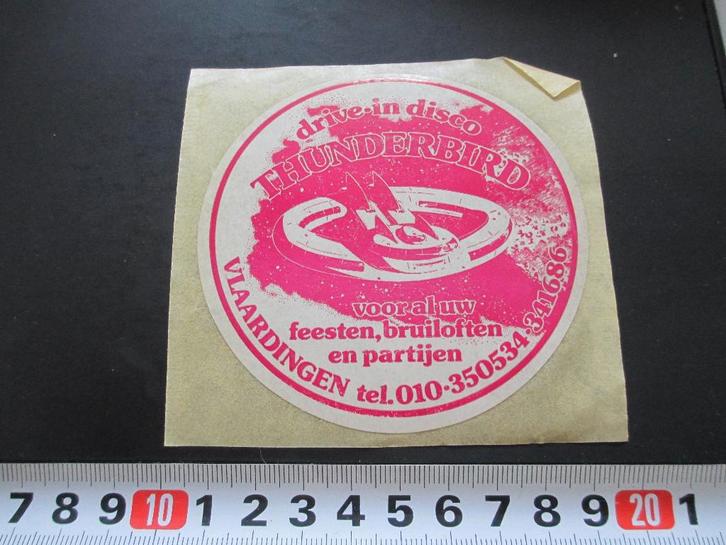 drive-in disco
THUNDERBIRD
voor al uw
feesten, bruiloften
en partijen
VLAARDINGEN tel. 010-350534-341686
7 8 9 10 1 2 3 4 5 6 7 8 9 20 1